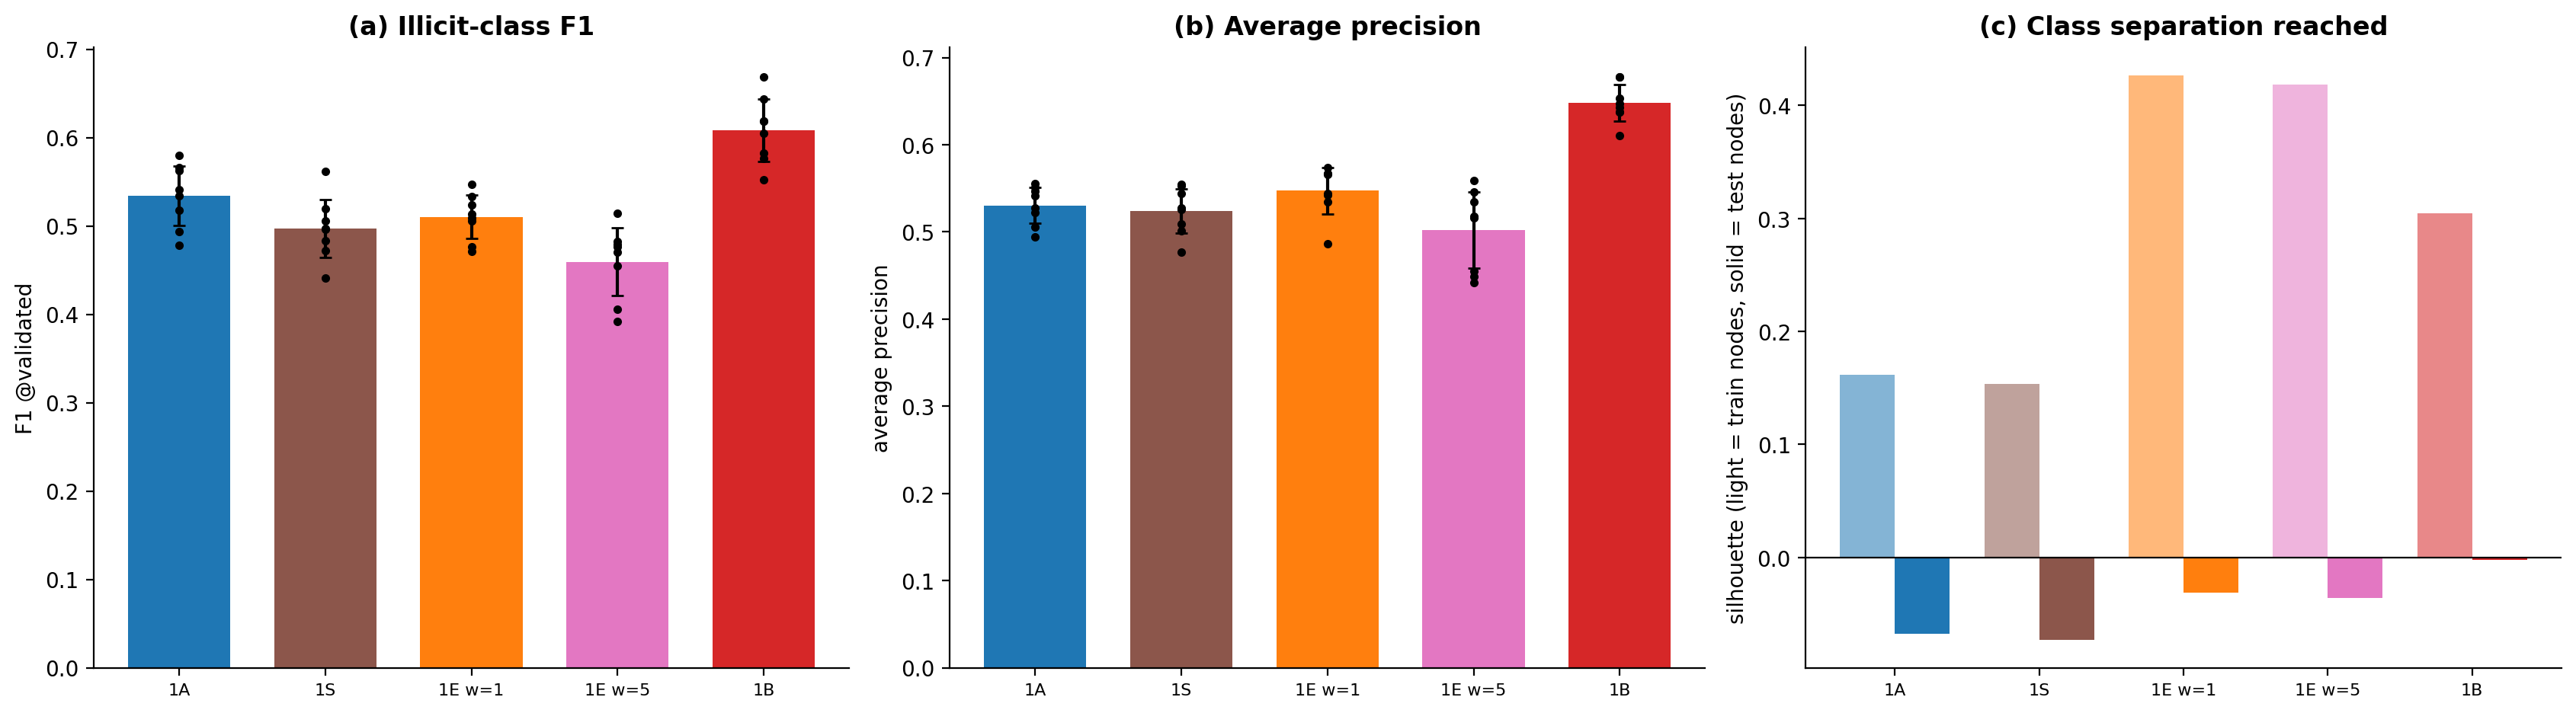 (a) Illicit-class F1
F1 @validated
0.7
0.6
0.5
0.4
0.3
0.2
0.1
0.0
1A
1S
1E w=1
1E w=5
1B
(b) Average precision
average precision
0.7
0.6
0.5
0.4
0.3
0.2
0.1
0.0
1A
1S
1E w=1
1E w=5
1B
(c) Class separation reached
silhouette (light = train nodes, solid = test nodes)
0.4
0.3
0.2
0.1
0.0
1A
1S
1E w=1
1E w=5
1B